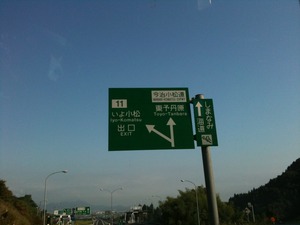 11
いよ小松
Iyo-Komatsu
出口
EXIT
今治小松道
東予丹原
Toyo-Tanbara
しまなみ
海道